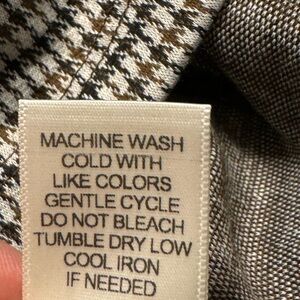 MACHINE WASH
COLD WITH
LIKE COLORS
GENTLE CYCLE
DO NOT BLEACH
TUMBLE DRY LOW
COOL IRON
IF NEEDED